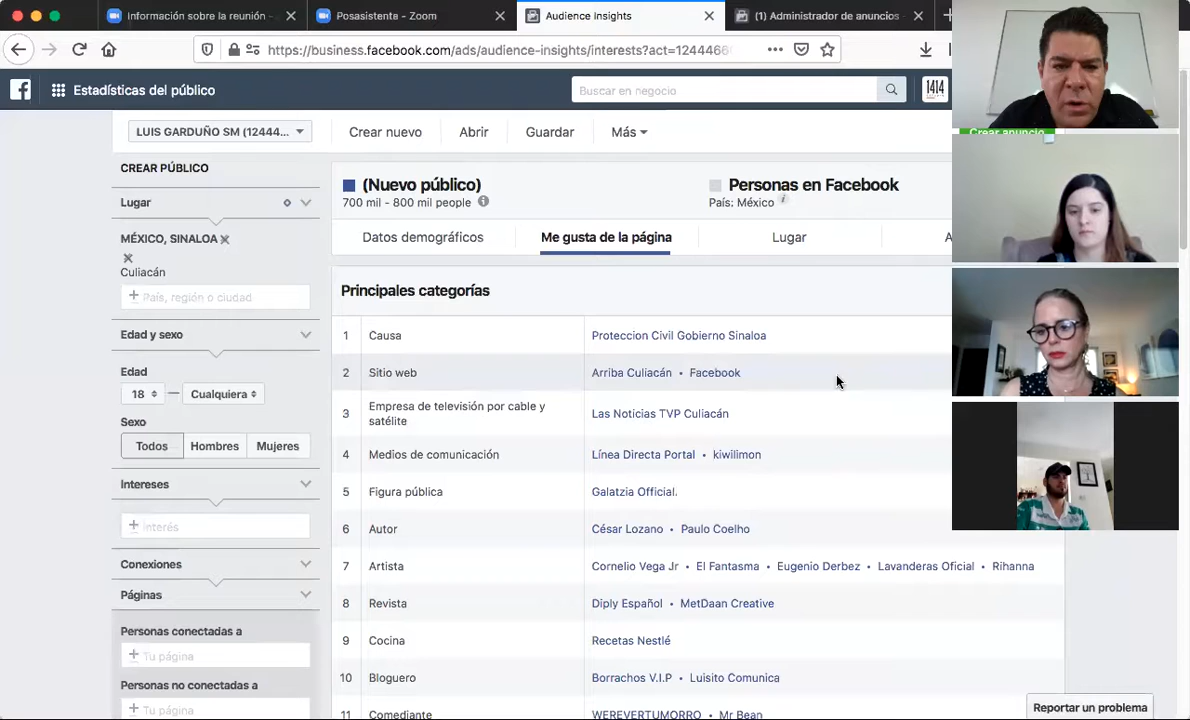 Información sobre la reunión -
Posasistente - Zoom
Audience Insights
(1) Administrador de anuncios -
https://business.facebook.com/ads/audience-insights/interests?act=1244466
Estadísticas del público
Buscar en negocio
1414
Crear anuncio
LUIS GARDUÑO SM (12444...
Crear nuevo
Abrir
Guardar
Más
CREAR PÚBLICO
Lugar
MÉXICO, SINALOA
Culiacán
País, región o ciudad
Edad y sexo
Edad
18 — Cualquiera
Sexo
Todos Hombres Mujeres
Intereses
Interés
Conexiones
Páginas
Personas conectadas a
Tu página
Personas no conectadas a
Tu página
(Nuevo público)
700 mil - 800 mil people
Personas en Facebook
País: México
Datos demográficos
Me gusta de la página
Lugar
A
Principales categorías
1 Causa Proteccion Civil Gobierno Sinaloa
2 Sitio web Arriba Culiacán • Facebook
3 Empresa de televisión por cable y satélite Las Noticias TVP Culiacán
4 Medios de comunicación Línea Directa Portal • kiwilimon
5 Figura pública Galatzia Official.
6 Autor César Lozano • Paulo Coelho
7 Artista Cornelio Vega Jr • El Fantasma • Eugenio Derbez • Lavanderas Oficial • Rihanna
8 Revista Diply Español • MetDaan Creative
9 Cocina Recetas Nestlé
10 Bloguero Borrachos V.I.P • Luisito Comunica
11 Comediante WEREVERTUMORRO • Mr Bean
Reportar un problema